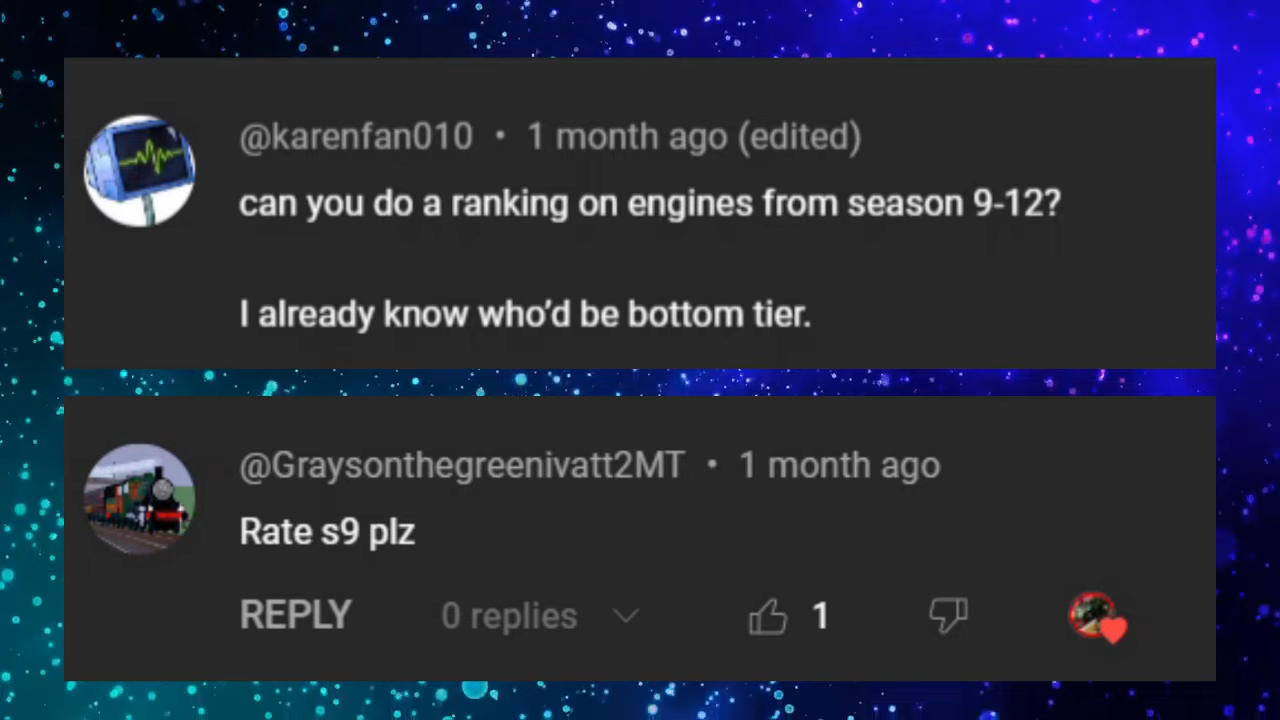 @karenfan010 • 1 month ago (edited)
can you do a ranking on engines from season 9-12?
I already know who’d be bottom tier.
@Graysonthegreenivatt2MT • 1 month ago
Rate s9 plz
REPLY 0 replies 1